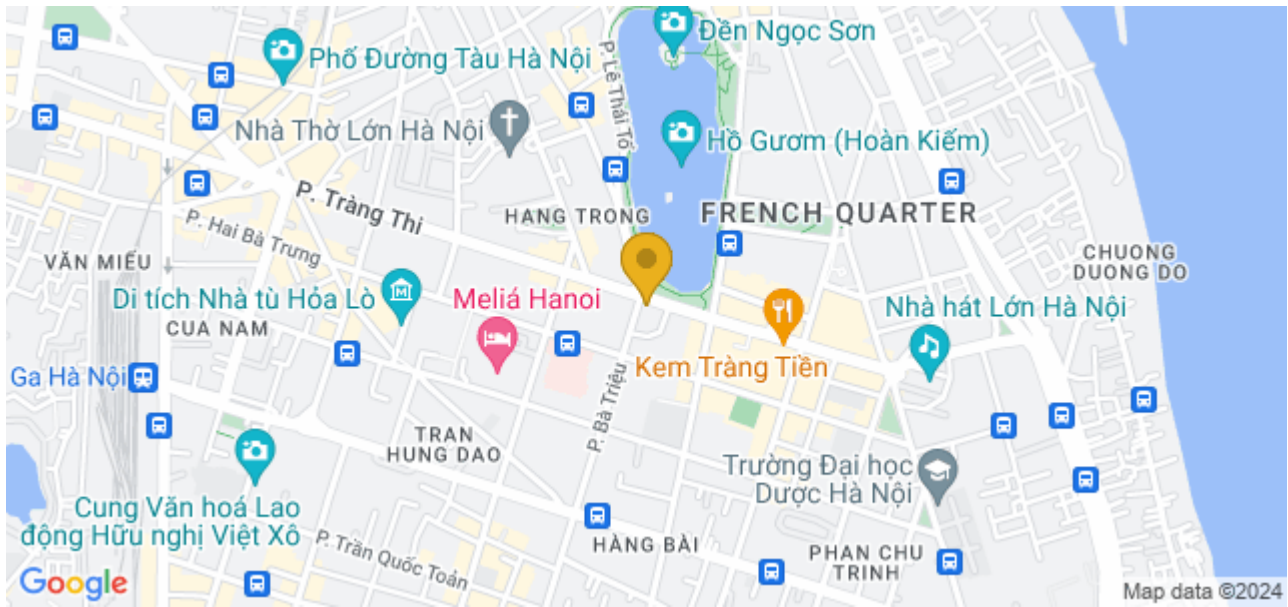 Đền Ngọc Sơn
Phố Đường Tàu Hà Nội
P. Lê Thái Tổ
Nhà Thờ Lớn Hà Nội
Hồ Gươm (Hoàn Kiếm)
P. Tràng Thi
HANG TRONG
FRENCH QUARTER
P. Hai Bà Trưng
VĂN MIẾU
CHUONG
DUONG DO
Di tích Nhà tù Hỏa Lò
Meliá Hanoi
Nhà hát Lớn Hà Nội
CUA NAM
Kem Tràng Tiền
Ga Hà Nội
P. Bà Triệu
TRAN
HUNG DAO
Trường Đại học
Dược Hà Nội
Cung Văn hoá Lao
động Hữu nghị Việt Xô
P. Trần Quốc Toản
HÀNG BÀI
PHAN CHU
TRINH
Google
Map data ©2024